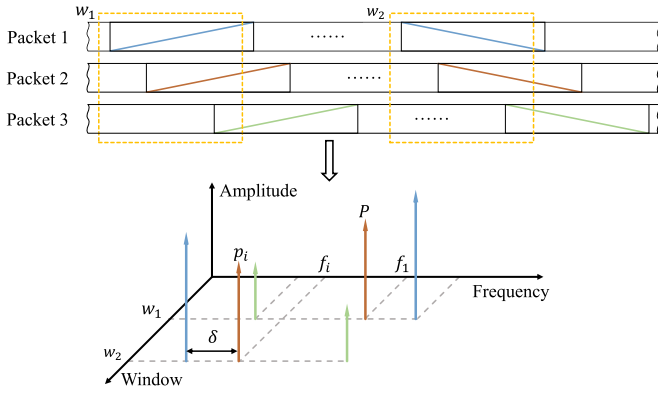 w₁
w₂
Packet 1
......
Packet 2
......
Packet 3
......
Amplitude
P
pᵢ
fᵢ
f₁
Frequency
w₁
δ
w₂
Window